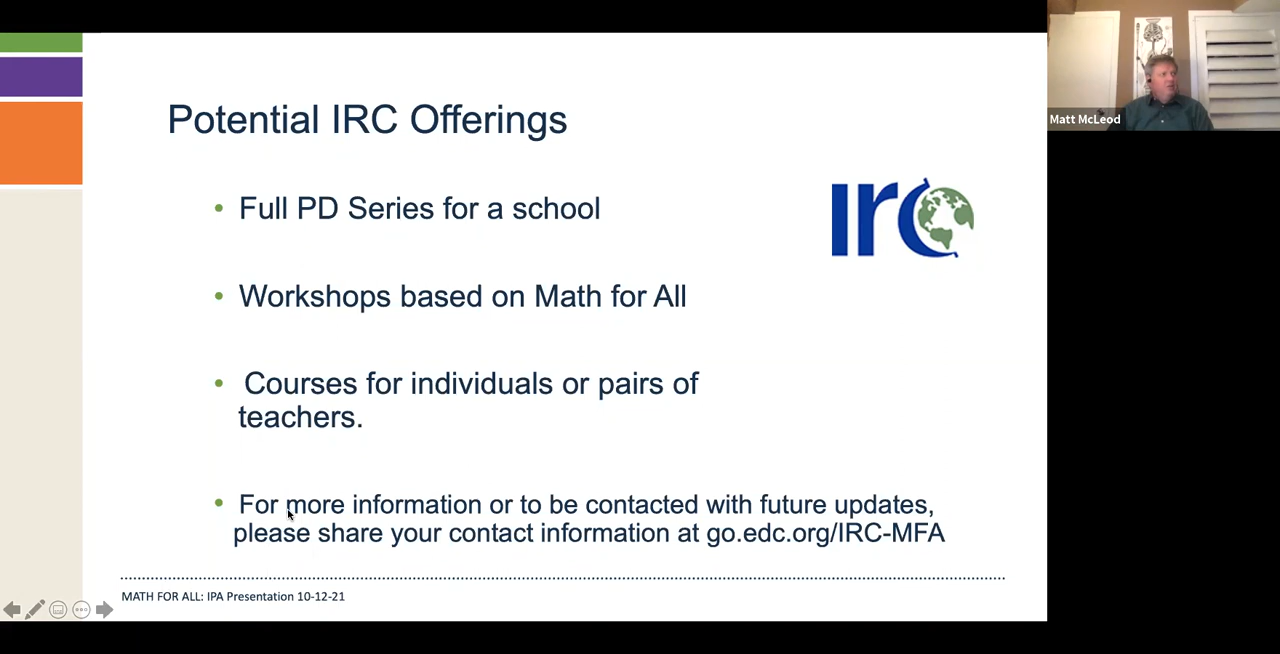 Potential IRC Offerings
• Full PD Series for a school
irc
• Workshops based on Math for All
• Courses for individuals or pairs of
teachers.
• For more information or to be contacted with future updates,
please share your contact information at go.edc.org/IRC-MFA
MATH FOR ALL: IPA Presentation 10-12-21
Matt McLeod